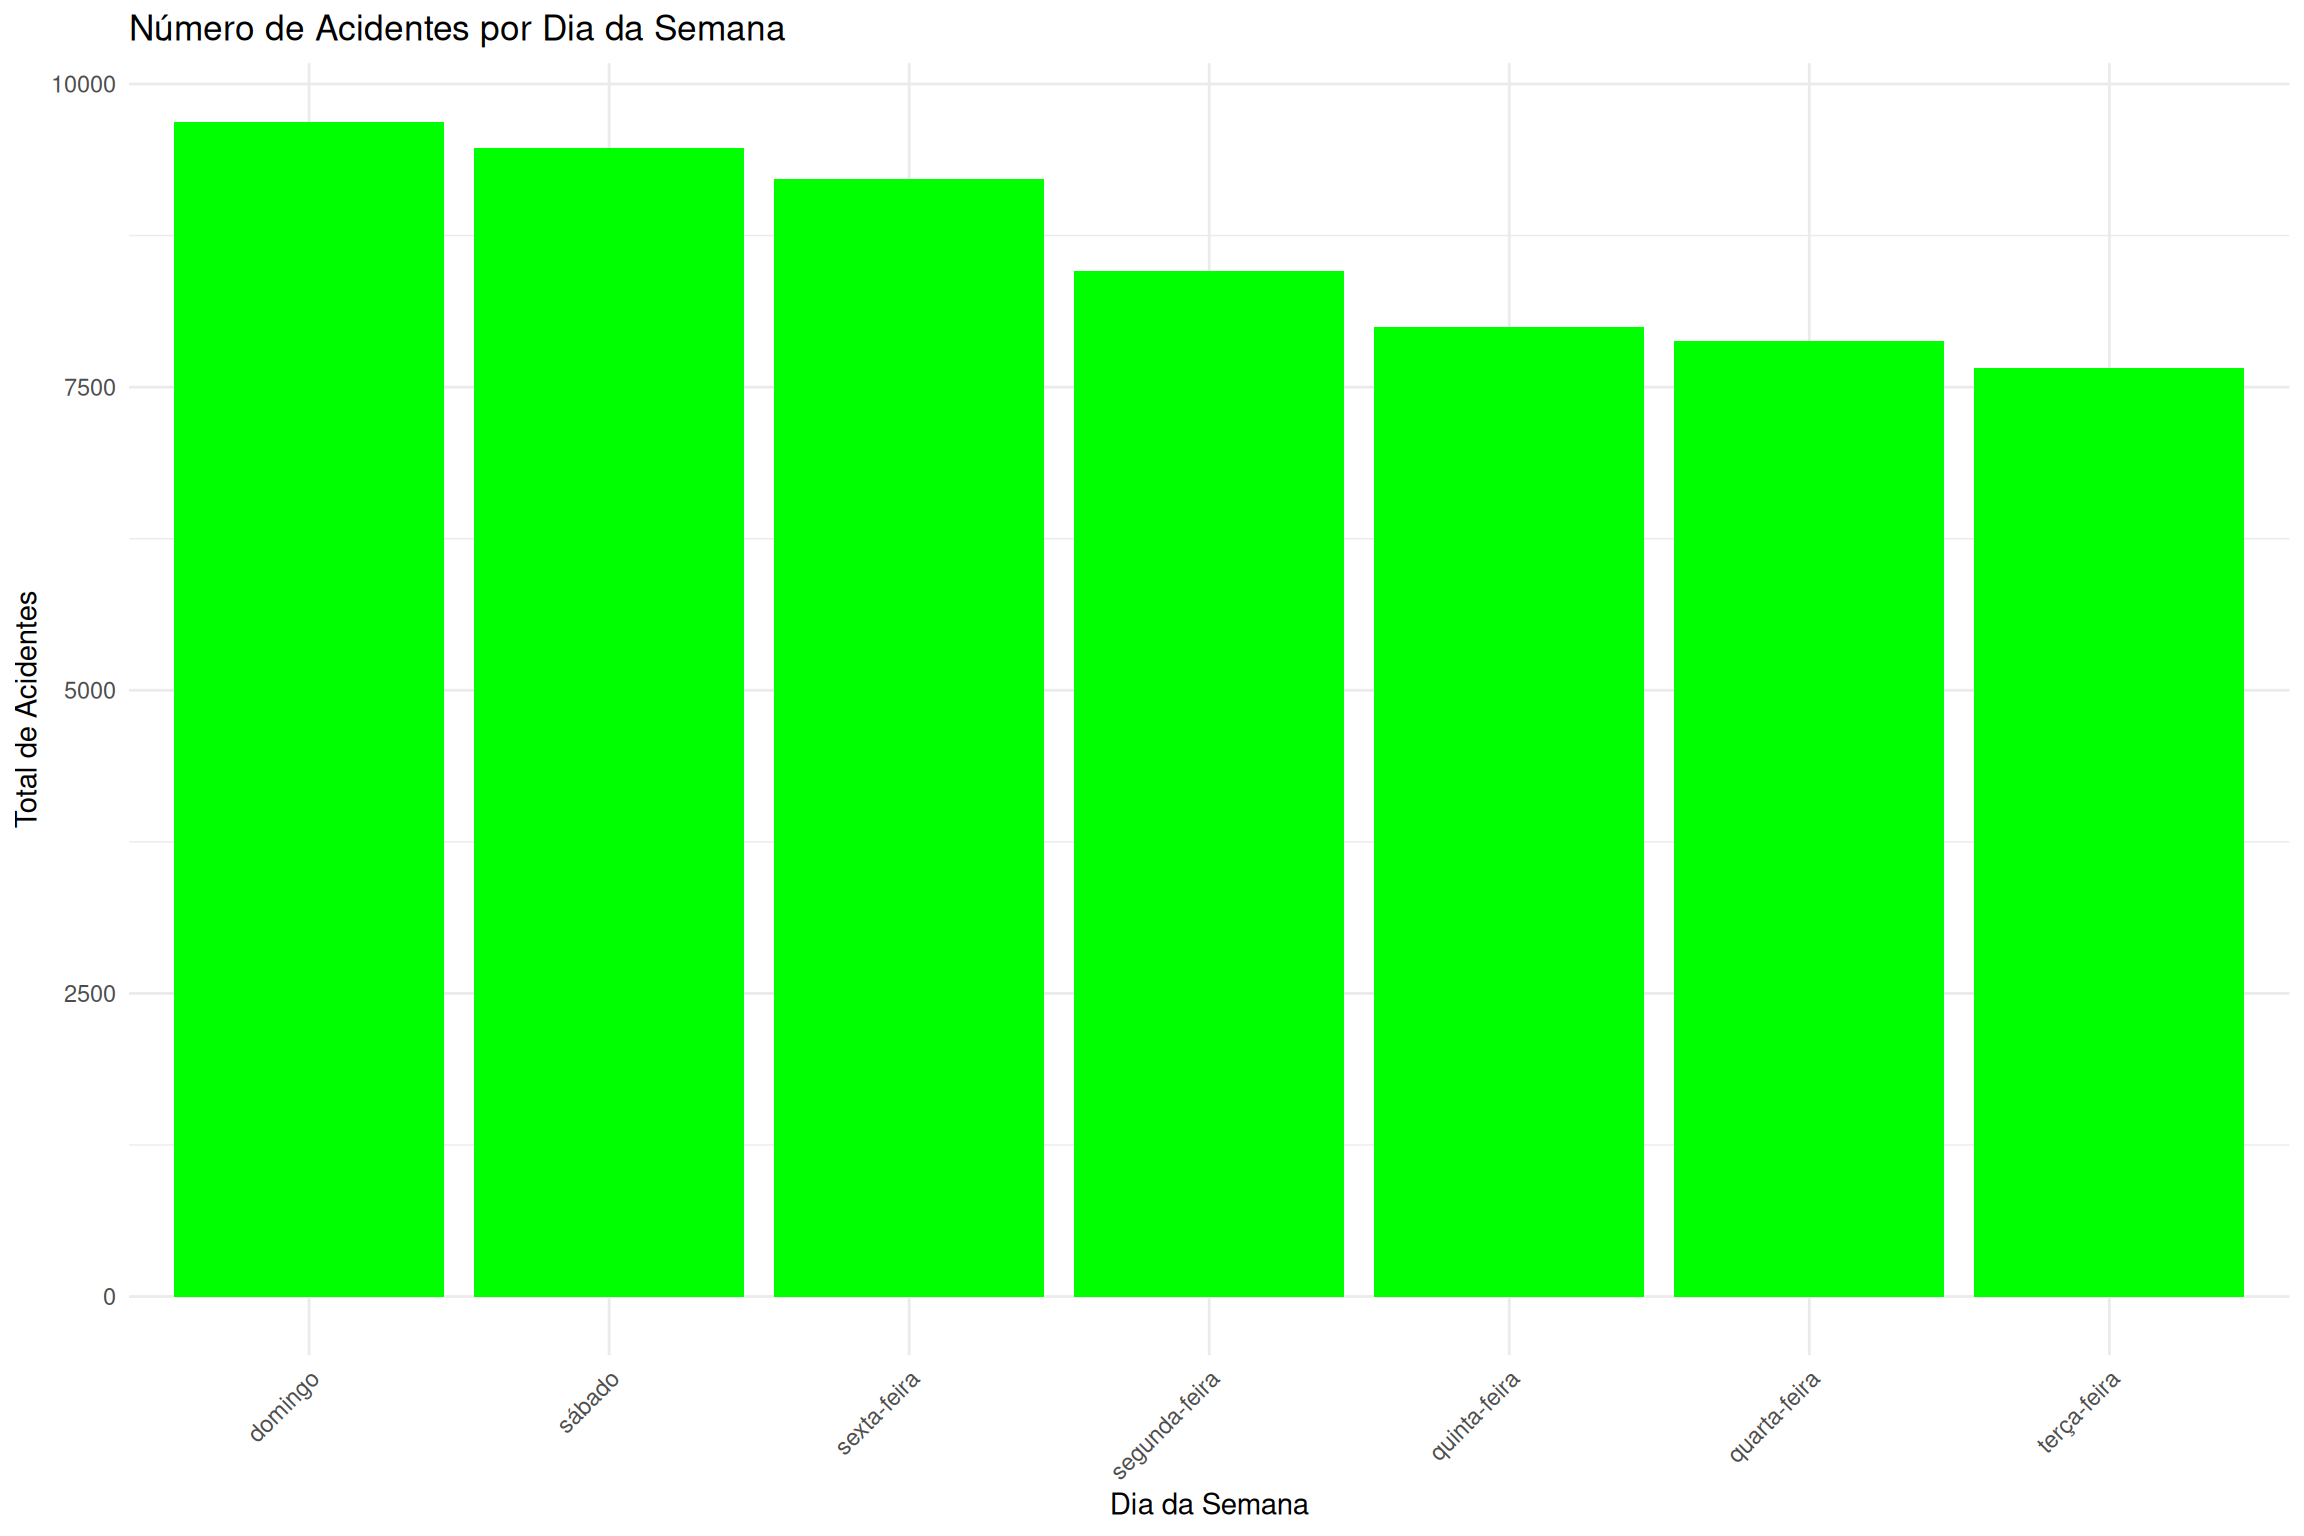 Número de Acidentes por Dia da Semana
Total de Acidentes
10000
7500
5000
2500
0
domingo
sábado
sexta-feira
segunda-feira
quinta-feira
quarta-feira
terça-feira
Dia da Semana